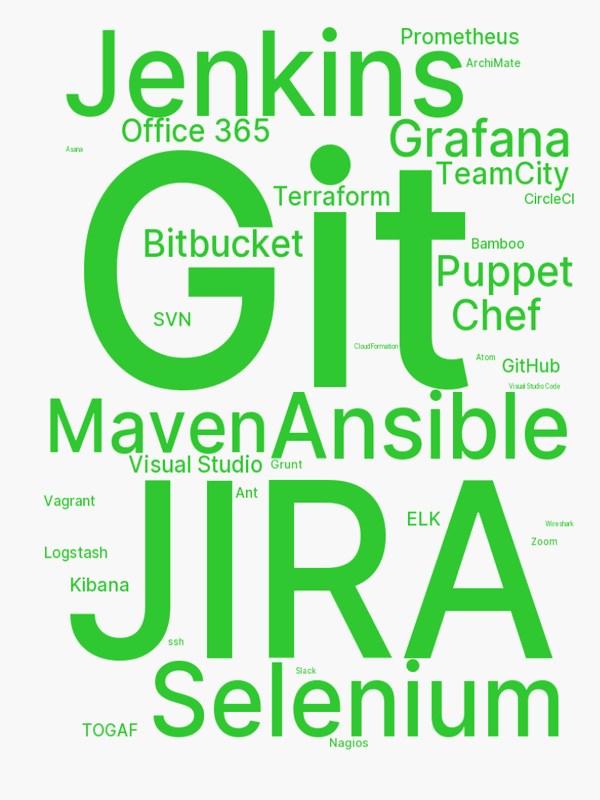 Jenkins
Prometheus
ArchiMate
Office 365
Grafana
Asana
TeamCity
Terraform
CircleCI
Git
Bitbucket
Bamboo
Puppet
Chef
SVN
CloudFormation
Atom
GitHub
Visual Studio Code
Maven
Ansible
Visual Studio
Grunt
Ant
Vagrant
JIRA
ELK
Wireshark
Zoom
Logstash
Kibana
ssh
Slack
Selenium
TOGAF
Nagios